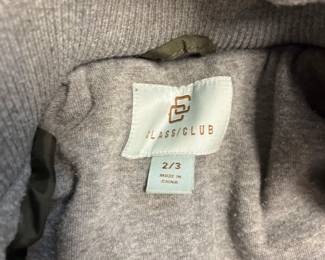 CLASS/CLUB
2/3
MADE IN
CHINA